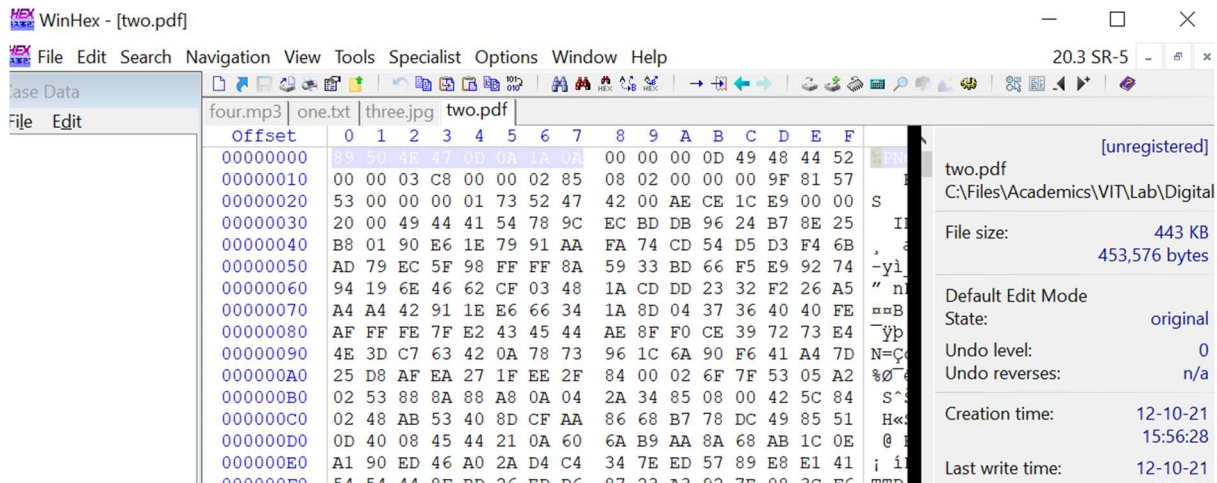 WinHex - [two.pdf]
File Edit Search Navigation View Tools Specialist Options Window Help 20.3 SR-5
Case Data
File Edit
four.mp3 one.txt three.jpg two.pdf
Offset 0 1 2 3 4 5 6 7 8 9 A B C D E F
00000000 89 50 4E 47 0D 0A 1A 0A 00 00 00 0D 49 48 44 52
00000010 00 00 03 C8 00 00 02 85 08 02 00 00 00 9F 81 57
00000020 53 00 00 00 01 73 52 47 42 00 AE CE 1C E9 00 00 S
00000030 20 00 49 44 41 54 78 9C EC BD DB 96 24 B7 8E 25
00000040 B8 01 90 E6 1E 79 91 AA FA 74 CD 54 D5 D3 F4 6B
00000050 AD 79 EC 5F 98 FF FF 8A 59 33 BD 66 F5 E9 92 74 -yì
00000060 94 19 6E 46 62 CF 03 48 1A CD DD 23 32 F2 26 A5 " n
00000070 A4 A4 42 91 1E E6 66 34 1A 8D 04 37 36 40 40 FE ¤¤B
00000080 AF FF FE 7F E2 43 45 44 AE 8F F0 CE 39 72 73 E4 ¯ÿþ
00000090 4E 3D C7 63 42 0A 78 73 96 1C 6A 90 F6 41 A4 7D N=Ç
000000A0 25 D8 AF EA 27 1F EE 2F 84 00 02 6F 7F 53 05 A2 %Ø¯
000000B0 02 53 88 8A 88 A8 0A 04 2A 34 85 08 00 42 5C 84 Sˆ
000000C0 02 48 AB 53 40 8D CF AA 86 68 B7 78 DC 49 85 51 H«S
000000D0 0D 40 08 45 44 21 0A 60 6A B9 AA 8A 68 AB 1C 0E @
000000E0 A1 90 ED 46 A0 2A D4 C4 34 7E ED 57 89 E8 E1 41 ¡ í
[unregistered]
two.pdf
C:\Files\Academics\VIT\Lab\Digital
File size: 443 KB
453,576 bytes
Default Edit Mode
State: original
Undo level: 0
Undo reverses: n/a
Creation time: 12-10-21
15:56:28
Last write time: 12-10-21